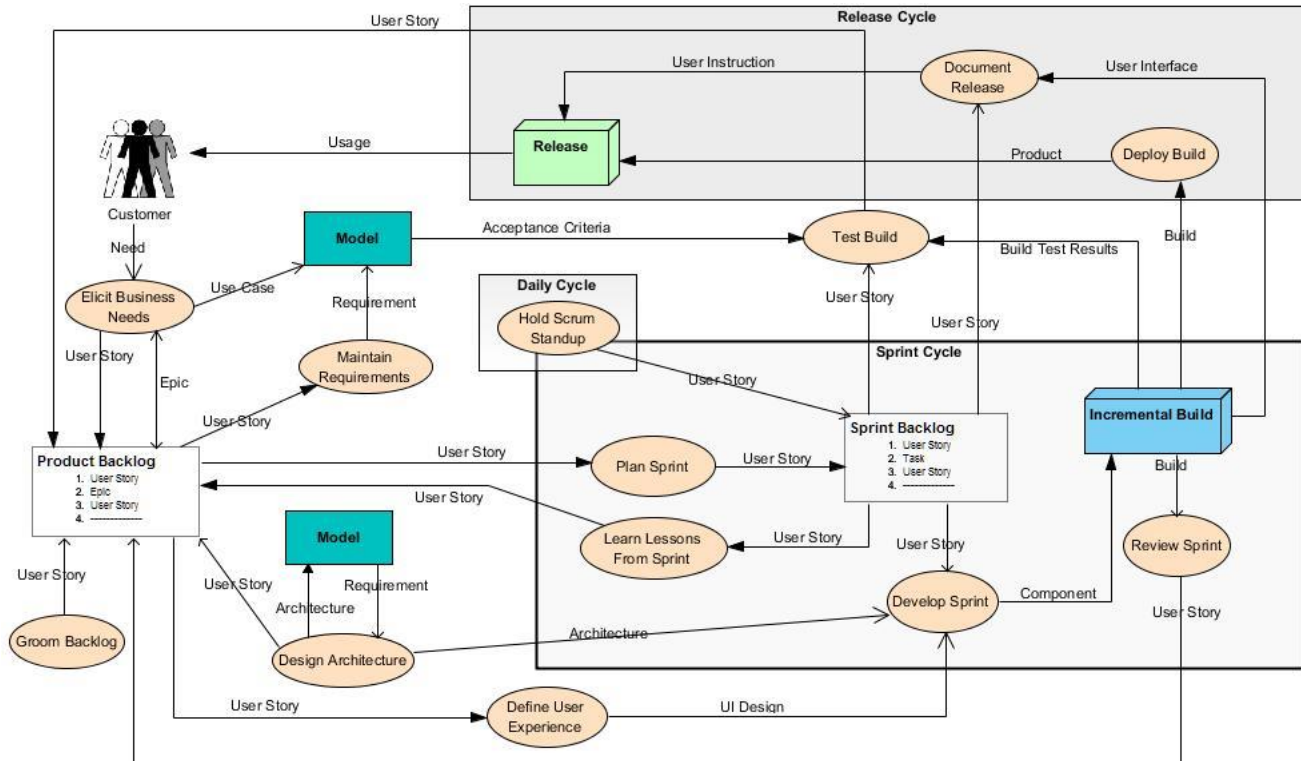 User Story
Release Cycle
User Instruction
Document
Release
User Interface
Usage
Release
Product
Deploy Build
Customer
Need
Model
Acceptance Criteria
Test Build
Build Test Results
Build
Elicit Business
Needs
Use Case
Requirement
Daily Cycle
Hold Scrum
Standup
User Story
User Story
Sprint Cycle
User Story
Epic
Maintain
Requirements
User Story
User Story
Incremental Build
Product Backlog
1. User Story
2. Epic
3. User Story
4. --------------
User Story
Plan Sprint
User Story
Sprint Backlog
1. User Story
2. Task
3. User Story
4. --------------
Build
User Story
Model
Learn Lessons
From Sprint
User Story
User Story
Review Sprint
User Story
User Story
Requirement
Architecture
Develop Sprint
Component
User Story
Groom Backlog
Design Architecture
Architecture
User Story
Define User
Experience
UI Design